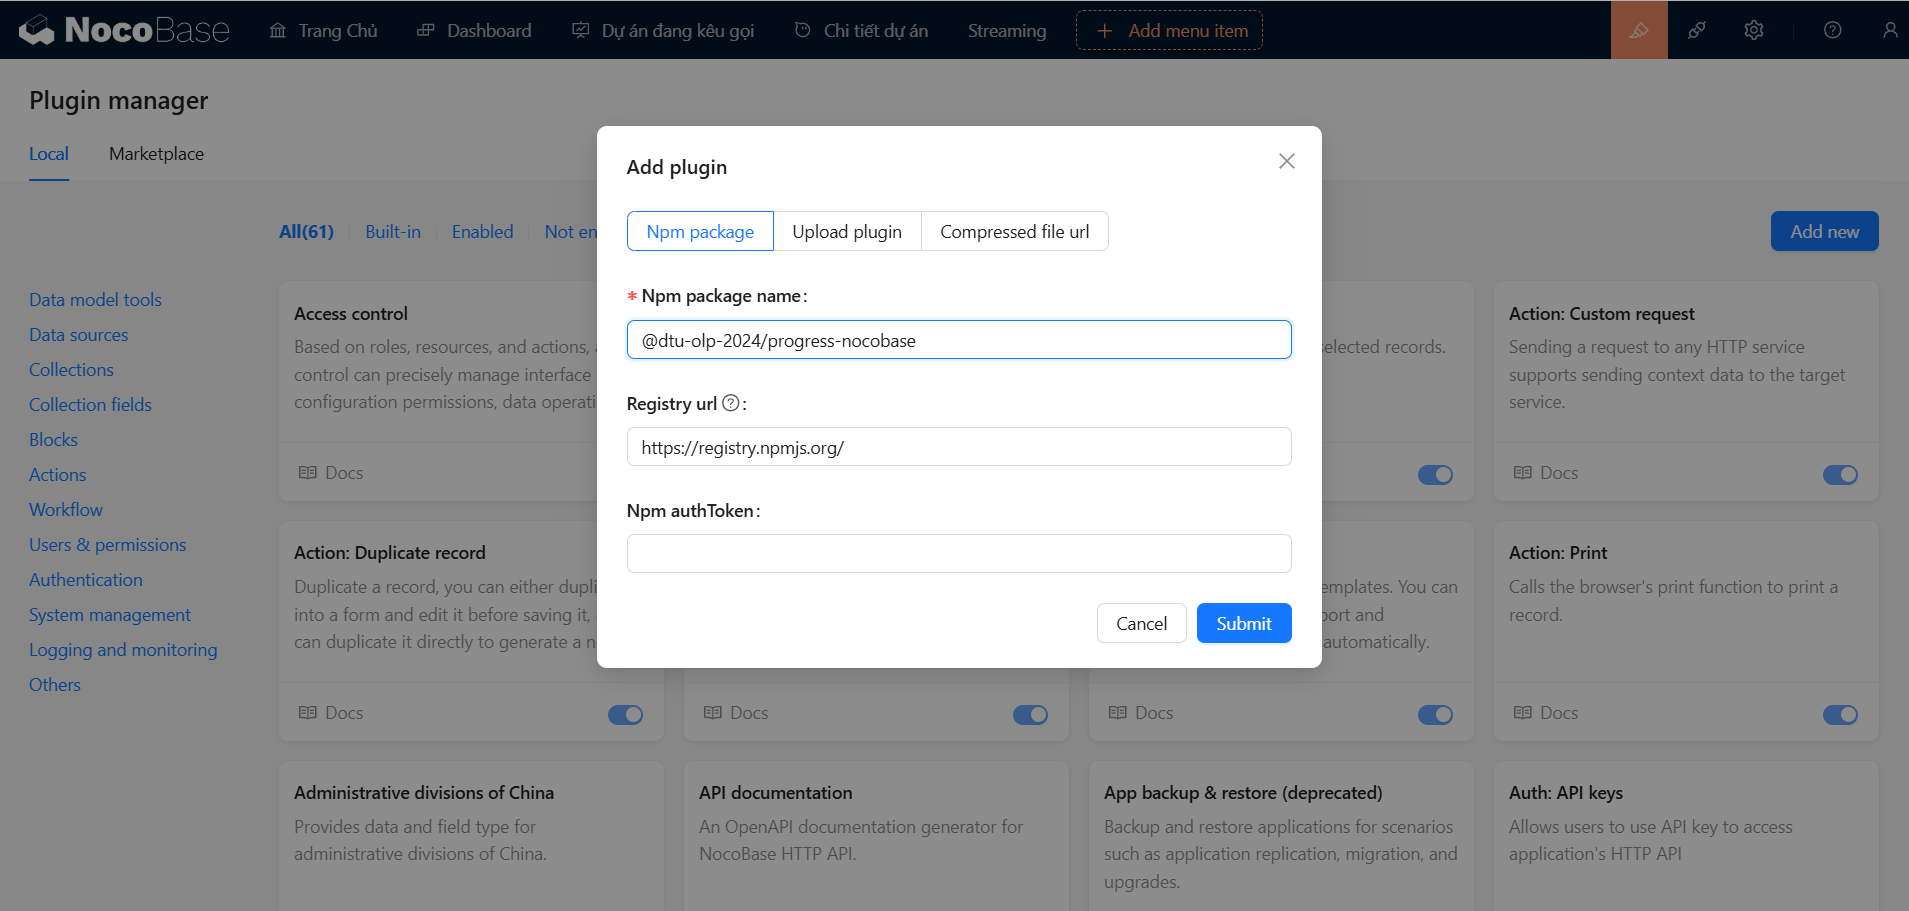 NocoBase
Trang Chủ
Dashboard
Dự án đang kêu gọi
Chi tiết dự án
Streaming
Add menu item
Plugin manager
Local
Marketplace
All(61)
Built-in
Enabled
Not en
Add new
Data model tools
Data sources
Collections
Collection fields
Blocks
Actions
Workflow
Users & permissions
Authentication
System management
Logging and monitoring
Others
Add plugin
Npm package
Upload plugin
Compressed file url
* Npm package name:
@dtu-olp-2024/progress-nocobase
Registry url ?:
https://registry.npmjs.org/
Npm authToken:
Cancel
Submit
Access control
Based on roles, resources, and actions,
control can precisely manage interface
configuration permissions, data operati
Docs
selected records.
Action: Custom request
Sending a request to any HTTP service
supports sending context data to the target
service.
Docs
Action: Duplicate record
Duplicate a record, you can either dupli
into a form and edit it before saving it,
can duplicate it directly to generate a n
Docs
Docs
emplates. You can
port and
automatically.
Docs
Action: Print
Calls the browser's print function to print a
record.
Docs
Administrative divisions of China
Provides data and field type for
administrative divisions of China.
API documentation
An OpenAPI documentation generator for
NocoBase HTTP API.
App backup & restore (deprecated)
Backup and restore applications for scenarios
such as application replication, migration, and
upgrades.
Auth: API keys
Allows users to use API key to access
application's HTTP API